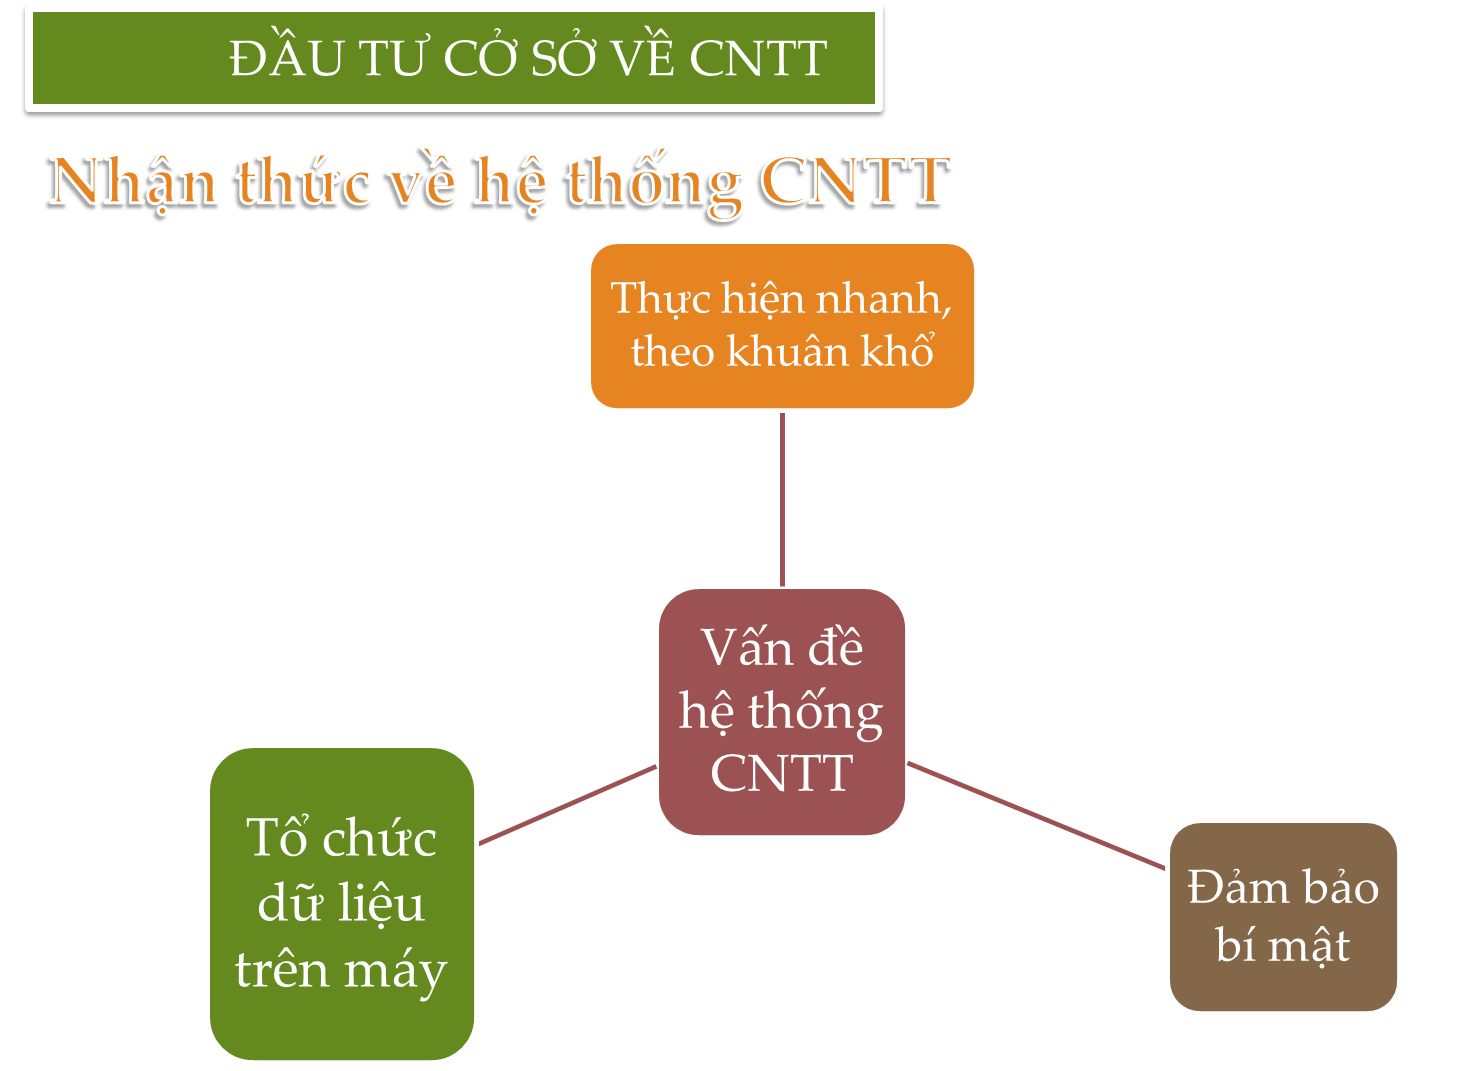 ĐẦU TƯ CỞ SỞ VỀ CNTT
Nhận thức về hệ thống CNTT
Thực hiện nhanh,
theo khuân khổ
Vấn đề
hệ thống
CNTT
Tổ chức
dữ liệu
trên máy
Đảm bảo
bí mật